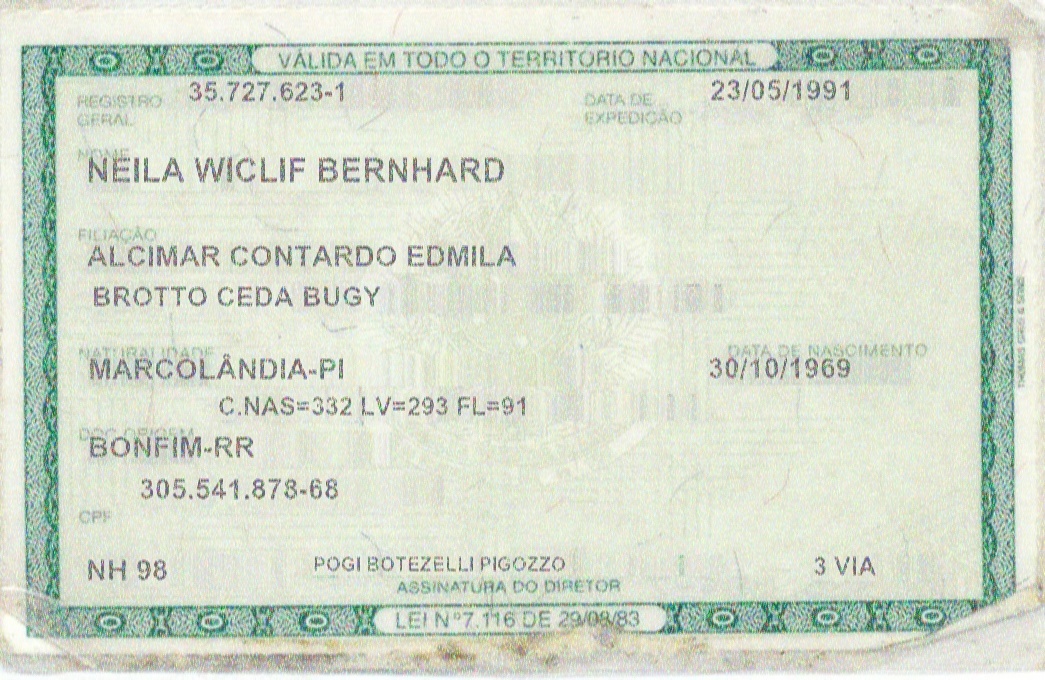 VÁLIDA EM TODO O TERRITÓRIO NACIONAL
REGISTRO GERAL 35.727.623-1 DATA DE EXPEDIÇÃO 23/05/1991
NOME
NEILA WICLIF BERNHARD
FILIAÇÃO
ALCIMAR CONTARDO EDMILA
BROTTO CEDA BUGY
NATURALIDADE DATA DE NASCIMENTO
MARCOLÂNDIA-PI 30/10/1969
C.NAS=332 LV=293 FL=91
DOC ORIGEM
BONFIM-RR
305.541.878-68
CPF
NH 98 POGI BOTEZELLI PIGOZZO 3 VIA
ASSINATURA DO DIRETOR
LEI Nº7.116 DE 29/08/83